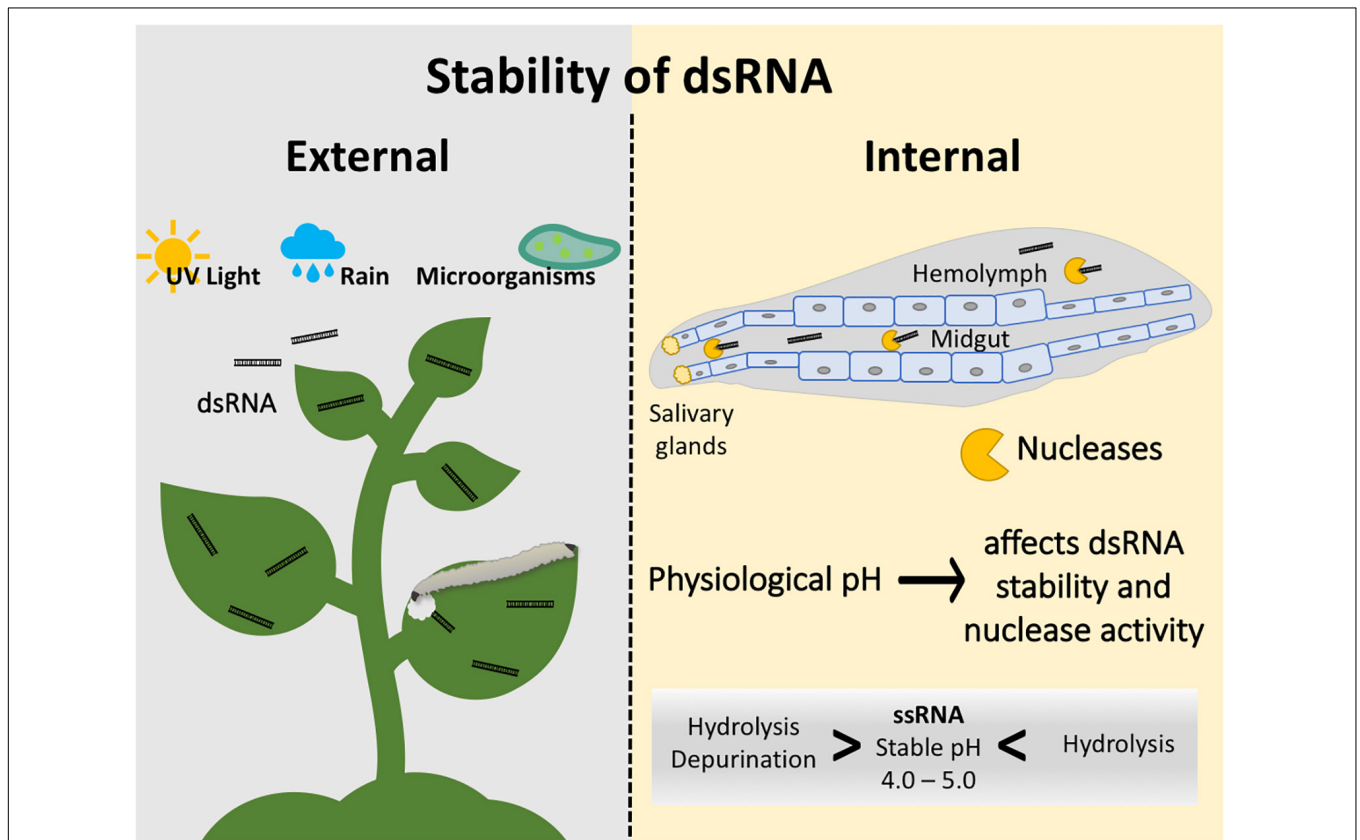 Stability of dsRNA
External
UV Light
Rain
Microorganisms
dsRNA
Internal
Hemolymph
Midgut
Salivary
glands
Nucleases
Physiological pH
affects dsRNA
stability and
nuclease activity
Hydrolysis
Depurination
>
ssRNA
Stable pH
4.0 – 5.0
<
Hydrolysis